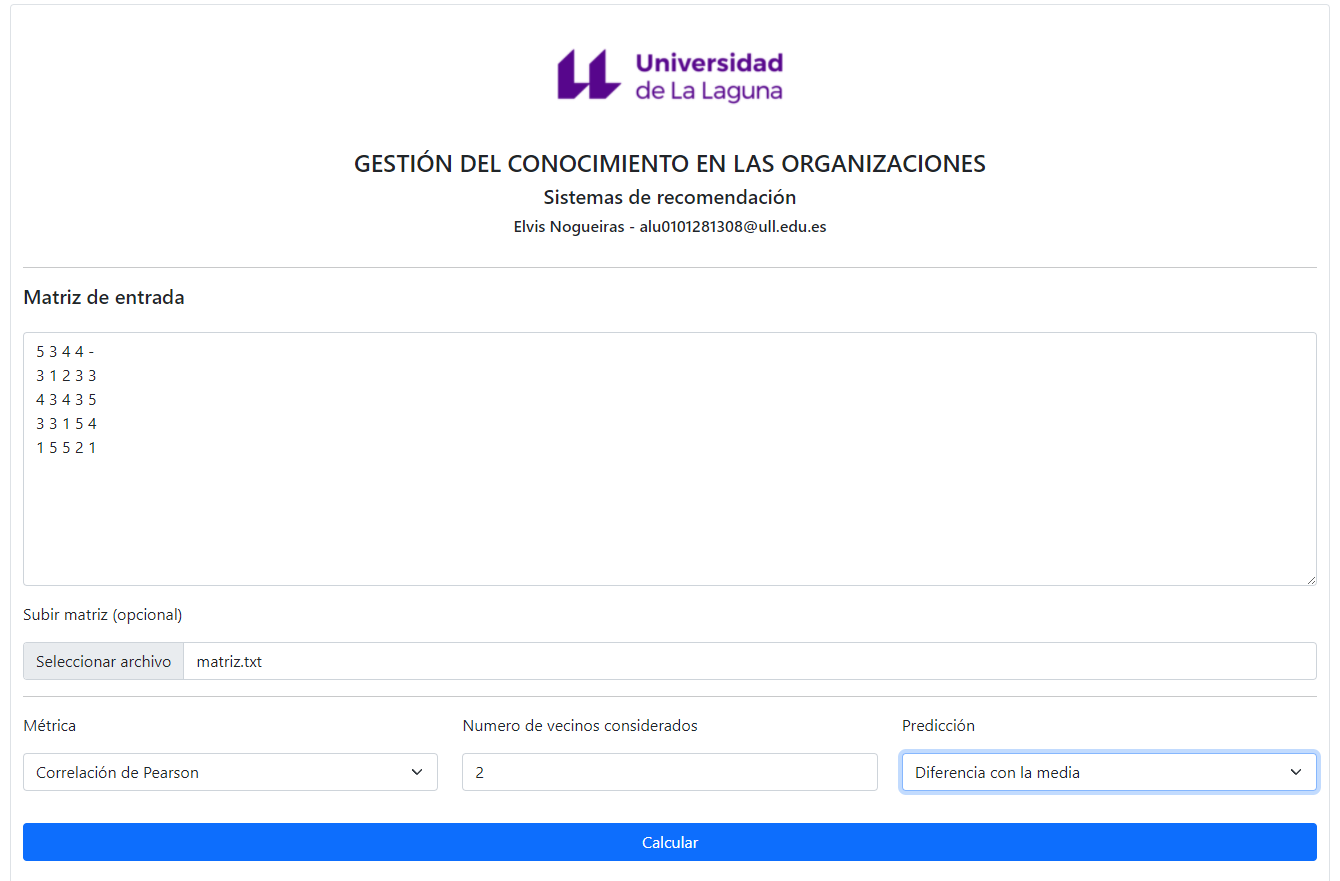 Universidad
de La Laguna
GESTIÓN DEL CONOCIMIENTO EN LAS ORGANIZACIONES
Sistemas de recomendación
Elvis Nogueiras - alu0101281308@ull.edu.es
Matriz de entrada
5 3 4 4 -
3 1 2 3 3
4 3 4 3 5
3 3 1 5 4
1 5 5 2 1
Subir matriz (opcional)
Seleccionar archivo matriz.txt
Métrica Numero de vecinos considerados Predicción
Correlación de Pearson 2 Diferencia con la media
Calcular